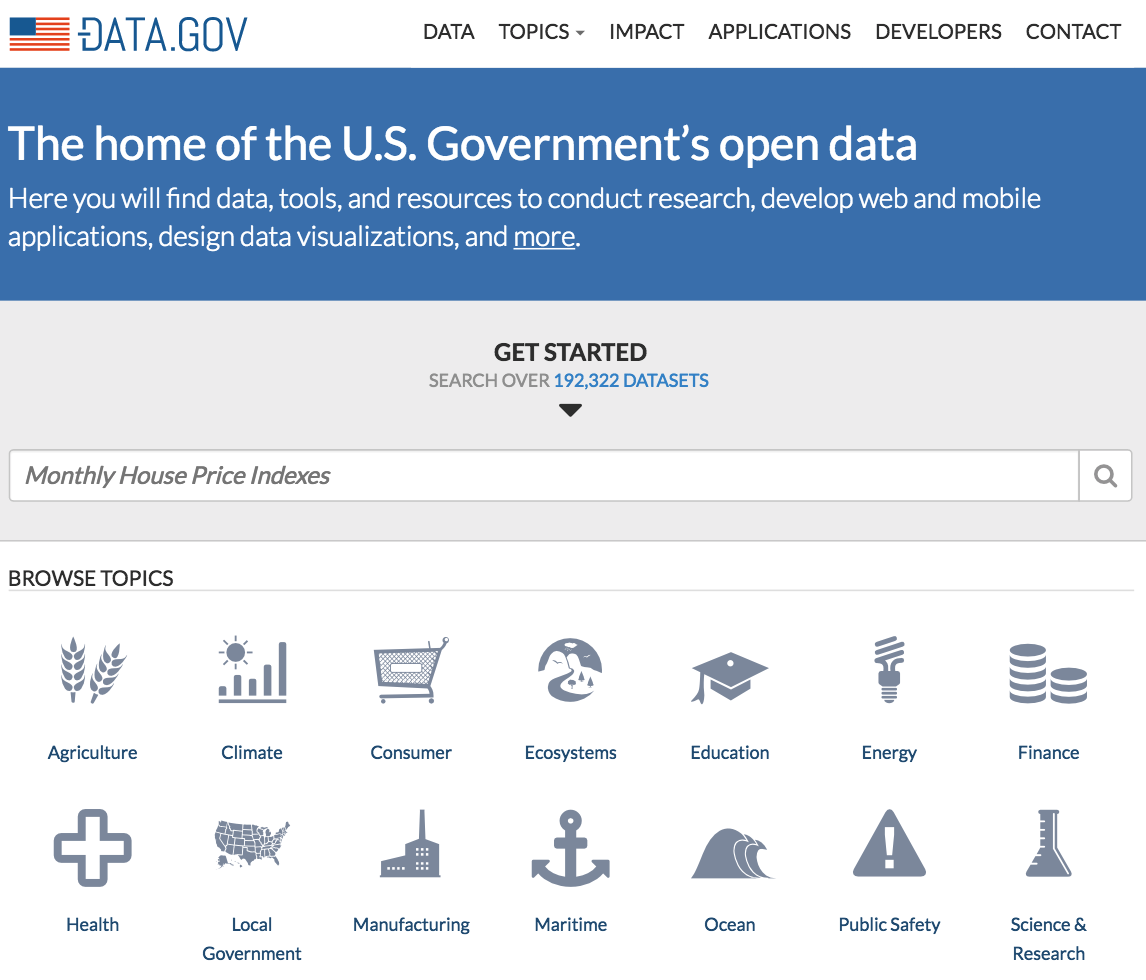 DATA.GOV
DATA TOPICS IMPACT APPLICATIONS DEVELOPERS CONTACT
The home of the U.S. Government’s open data
Here you will find data, tools, and resources to conduct research, develop web and mobile
applications, design data visualizations, and more.
GET STARTED
SEARCH OVER 192,322 DATASETS
Monthly House Price Indexes
BROWSE TOPICS
Agriculture Climate Consumer Ecosystems Education Energy Finance
Health Local Manufacturing Maritime Ocean Public Safety Science &
Government Research